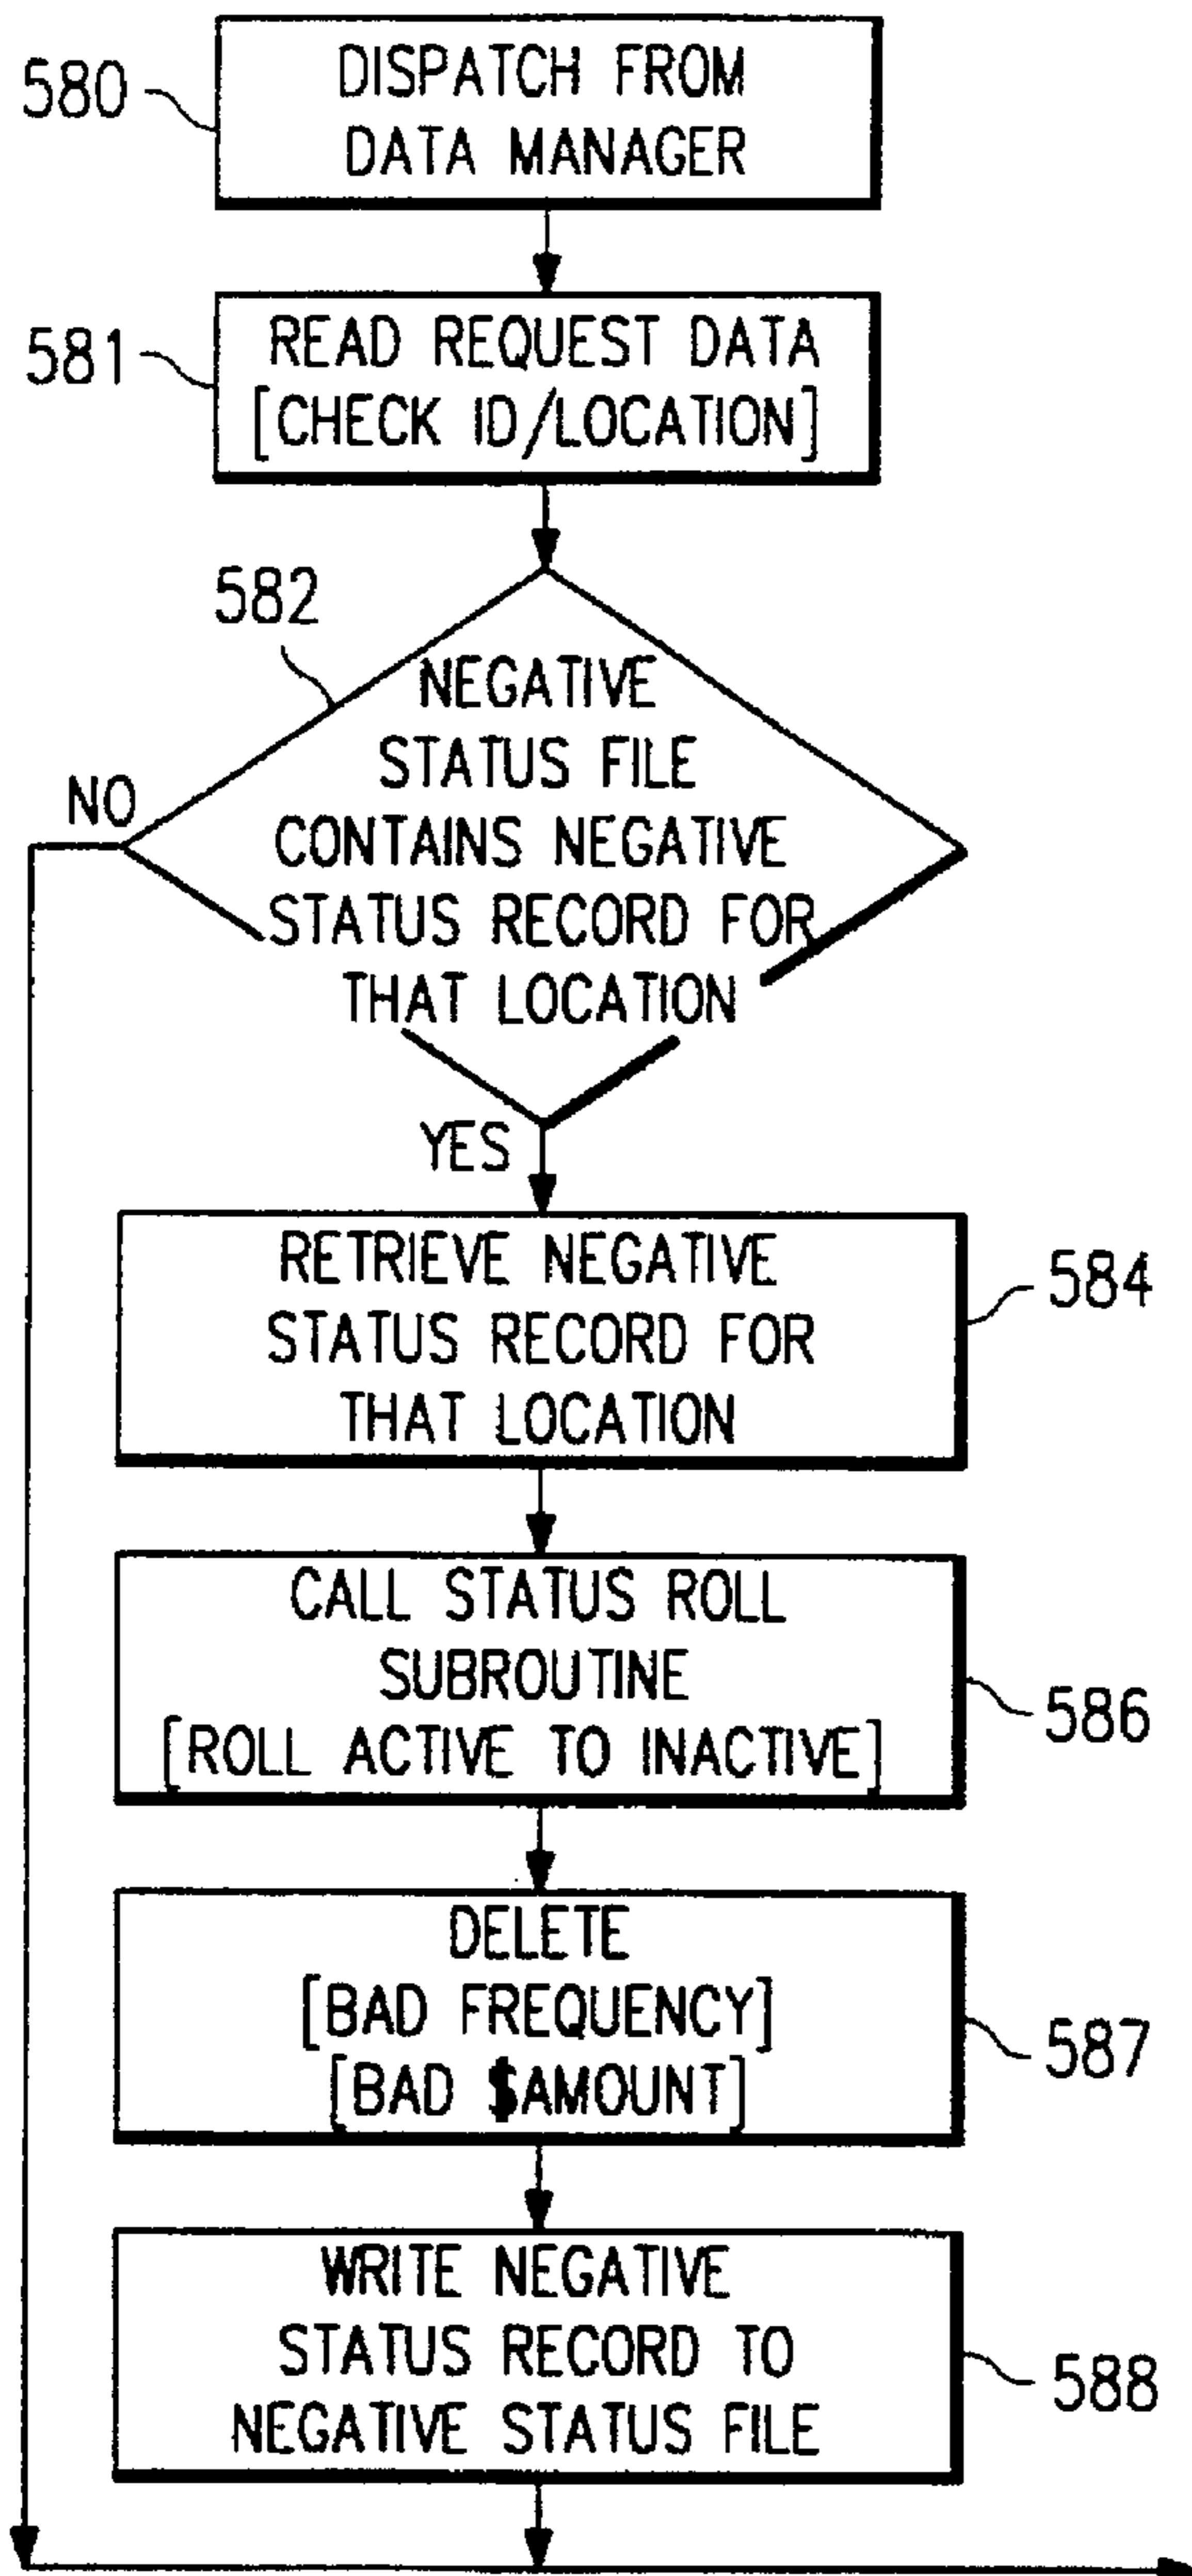 580
DISPATCH FROM
DATA MANAGER
581
READ REQUEST DATA
[CHECK ID/LOCATION]
582
NEGATIVE
STATUS FILE
CONTAINS NEGATIVE
STATUS RECORD FOR
THAT LOCATION
NO
YES
RETRIEVE NEGATIVE
STATUS RECORD FOR
THAT LOCATION
584
CALL STATUS ROLL
SUBROUTINE
[ROLL ACTIVE TO INACTIVE]
586
DELETE
[BAD FREQUENCY]
[BAD $AMOUNT]
587
WRITE NEGATIVE
STATUS RECORD TO
NEGATIVE STATUS FILE
588